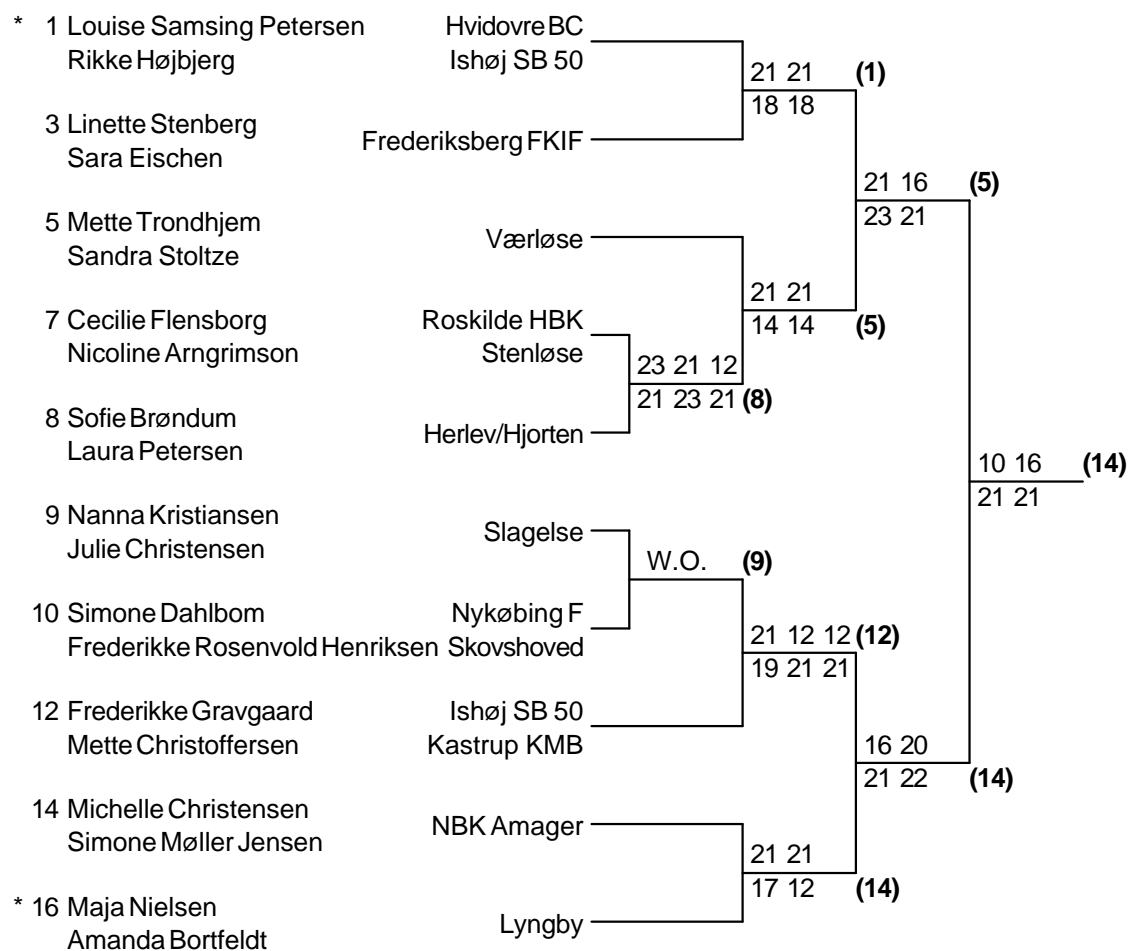 * 1 Louise Samsing Petersen Hvidovre BC
Rikke Højbjerg Ishøj SB 50
21 21 (1)
18 18
3 Linette Stenberg
Sara Eischen
Frederiksberg FKIF
21 16 (5)
23 21
5 Mette Trondhjem
Sandra Stoltze
Værløse
21 21
14 14 (5)
7 Cecilie Flensborg Roskilde HBK
Nicoline Arngrimson Stenløse
23 21 12
21 23 21 (8)
8 Sofie Brøndum
Laura Petersen
Herlev/Hjorten
10 16 (14)
21 21
9 Nanna Kristiansen
Julie Christensen
Slagelse
W.O. (9)
10 Simone Dahlbom Nykøbing F
Frederikke Rosenvold Henriksen Skovshoved
21 12 12 (12)
19 21 21
12 Frederikke Gravgaard Ishøj SB 50
Mette Christoffersen Kastrup KMB
16 20
21 22 (14)
14 Michelle Christensen
Simone Møller Jensen
NBK Amager
21 21
17 12 (14)
* 16 Maja Nielsen
Amanda Bortfeldt
Lyngby